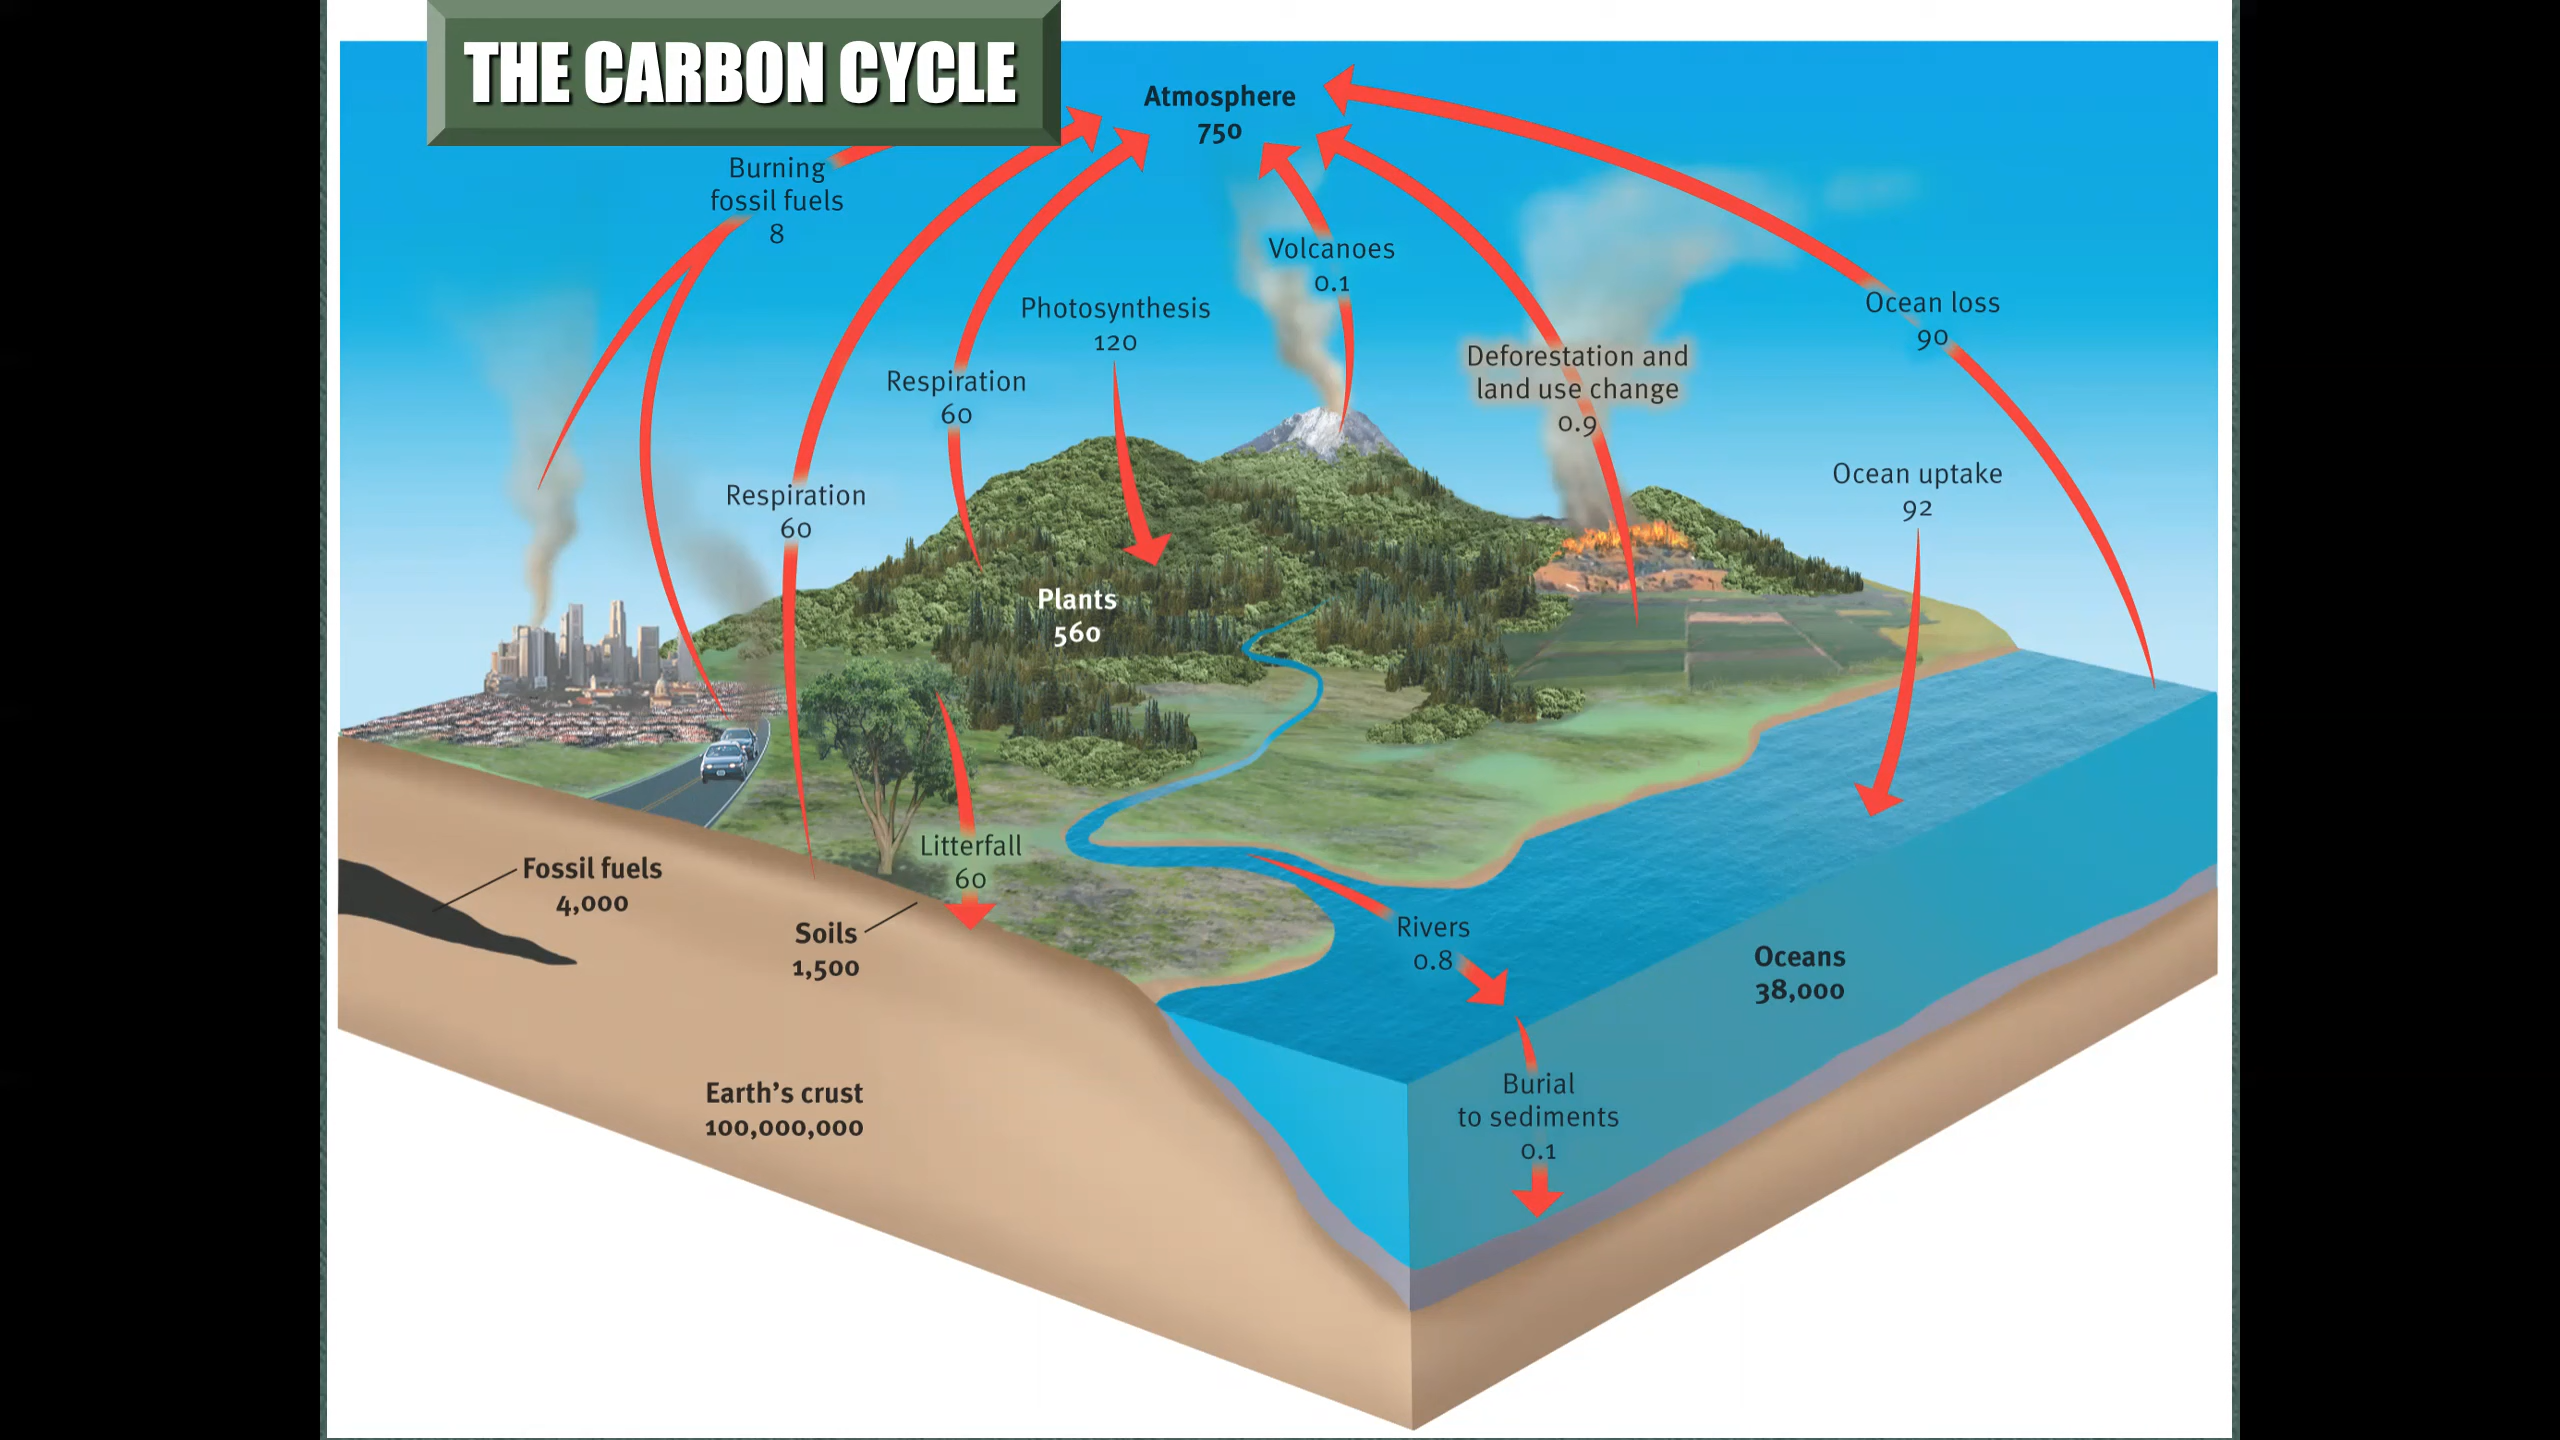 THE CARBON CYCLE
Atmosphere
750
Burning
fossil fuels
8
Volcanoes
0.1
Photosynthesis
120
Ocean loss
90
Deforestation and
land use change
0.9
Respiration
60
Ocean uptake
92
Respiration
60
Plants
560
Litterfall
60
Fossil fuels
4,000
Soils
1,500
Rivers
0.8
Oceans
38,000
Earth's crust
100,000,000
Burial
to sediments
0.1